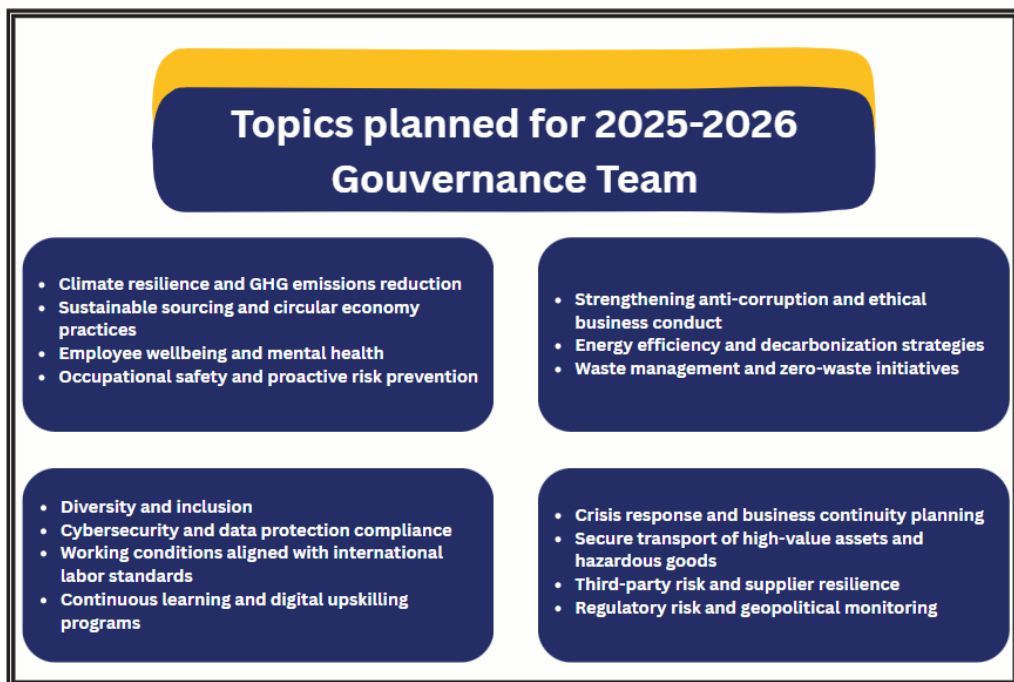 Topics planned for 2025-2026
Gouvernance Team
• Climate resilience and GHG emissions reduction
• Sustainable sourcing and circular economy
practices
• Employee wellbeing and mental health
• Occupational safety and proactive risk prevention
• Strengthening anti-corruption and ethical
business conduct
• Energy efficiency and decarbonization strategies
• Waste management and zero-waste initiatives
• Diversity and inclusion
• Cybersecurity and data protection compliance
• Working conditions aligned with international
labor standards
• Continuous learning and digital upskilling
programs
• Crisis response and business continuity planning
• Secure transport of high-value assets and
hazardous goods
• Third-party risk and supplier resilience
• Regulatory risk and geopolitical monitoring